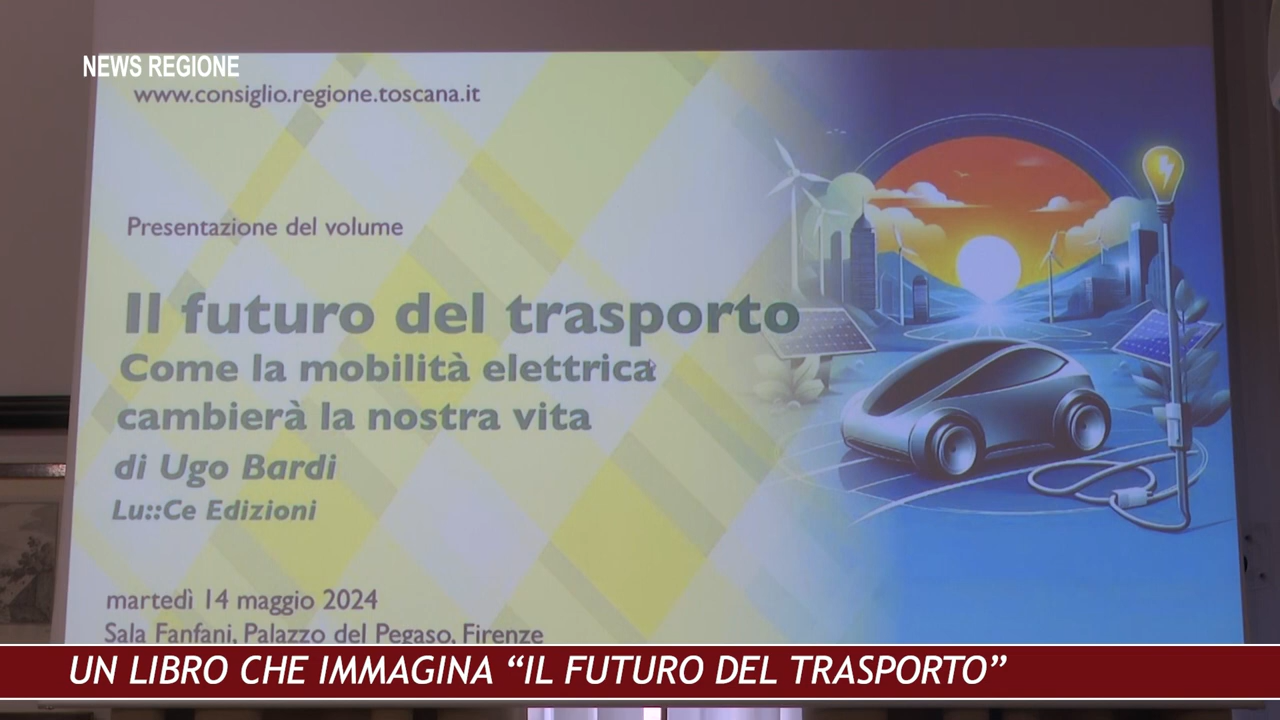 NEWS REGIONE
www.consiglio.regione.toscana.it
Presentazione del volume
Il futuro del trasporto
Come la mobilità elettrica
cambierà la nostra vita
di Ugo Bardi
Lu::Ce Edizioni
martedì 14 maggio 2024
Sala Fanfani, Palazzo del Pegaso, Firenze
UN LIBRO CHE IMMAGINA “IL FUTURO DEL TRASPORTO”